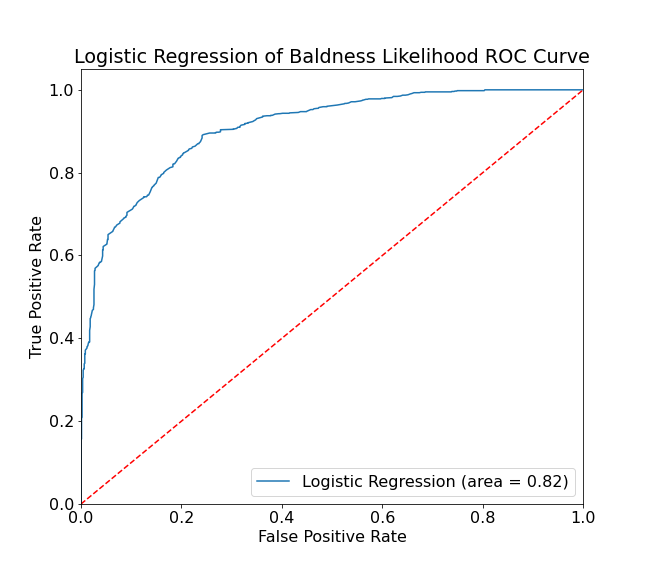 Logistic Regression of Baldness Likelihood ROC Curve
1.0
0.8
0.6
0.4
0.2
0.0
True Positive Rate
Logistic Regression (area = 0.82)
0.0 0.2 0.4 0.6 0.8 1.0
False Positive Rate